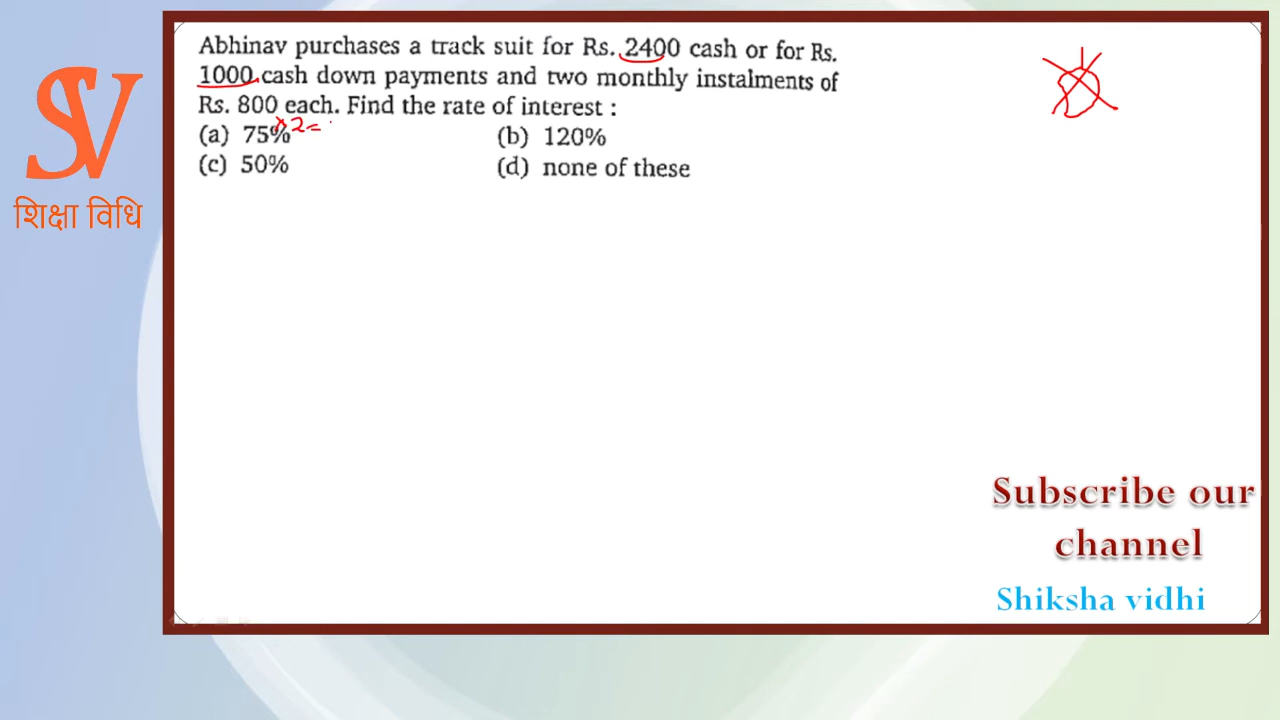 SV
शिक्षा विधि
Abhinav purchases a track suit for Rs. 2400 cash or for Rs.
1000 cash down payments and two monthly instalments of
Rs. 800 each. Find the rate of interest :
×2=
(a) 75% (b) 120%
(c) 50% (d) none of these
Subscribe our
channel
Shiksha vidhi